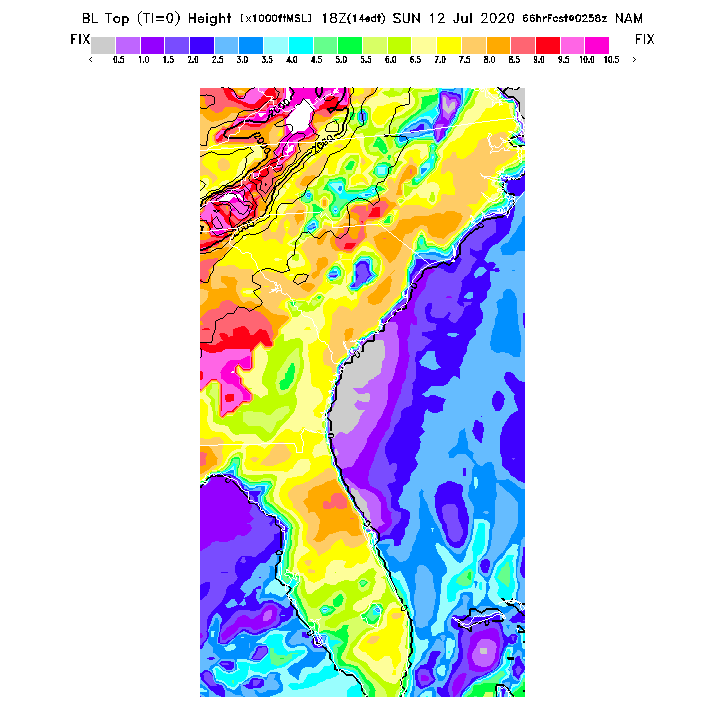 BL Top (TI=0) Height [x1000ftMSL] 18Z(14edt) SUN 12 Jul 2020 66hrFcst@0258z NAM
FIX FIX
< 0.5 1.0 1.5 2.0 2.5 3.0 3.5 4.0 4.5 5.0 5.5 6.0 6.5 7.0 7.5 8.0 8.5 9.0 9.5 10.0 10.5 >